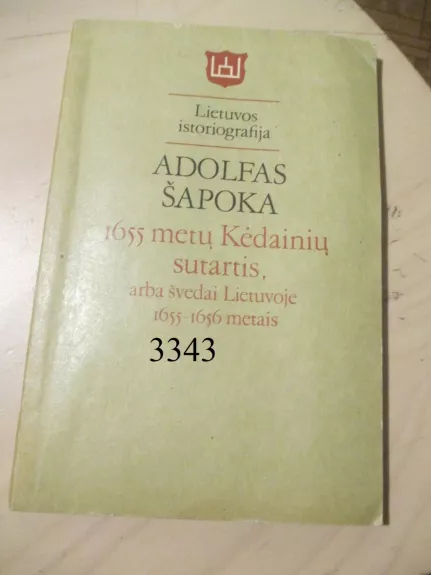 Lietuvos
istoriografija
ADOLFAS
ŠAPOKA
1655 metų Kėdainių
sutartis,
arba švedai Lietuvoje
1655-1656 metais
3343